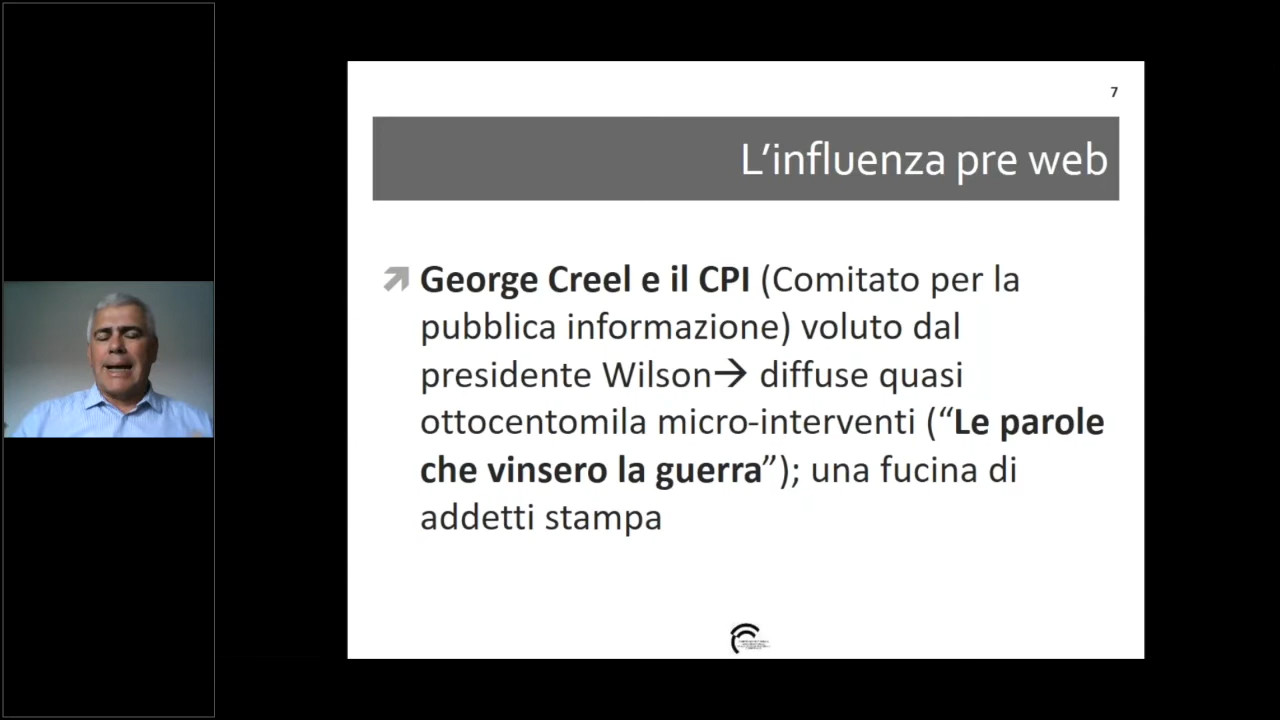 7
L’influenza pre web
George Creel e il CPI (Comitato per la
pubblica informazione) voluto dal
presidente Wilson→ diffuse quasi
ottocentomila micro-interventi (“Le parole
che vinsero la guerra”); una fucina di
addetti stampa